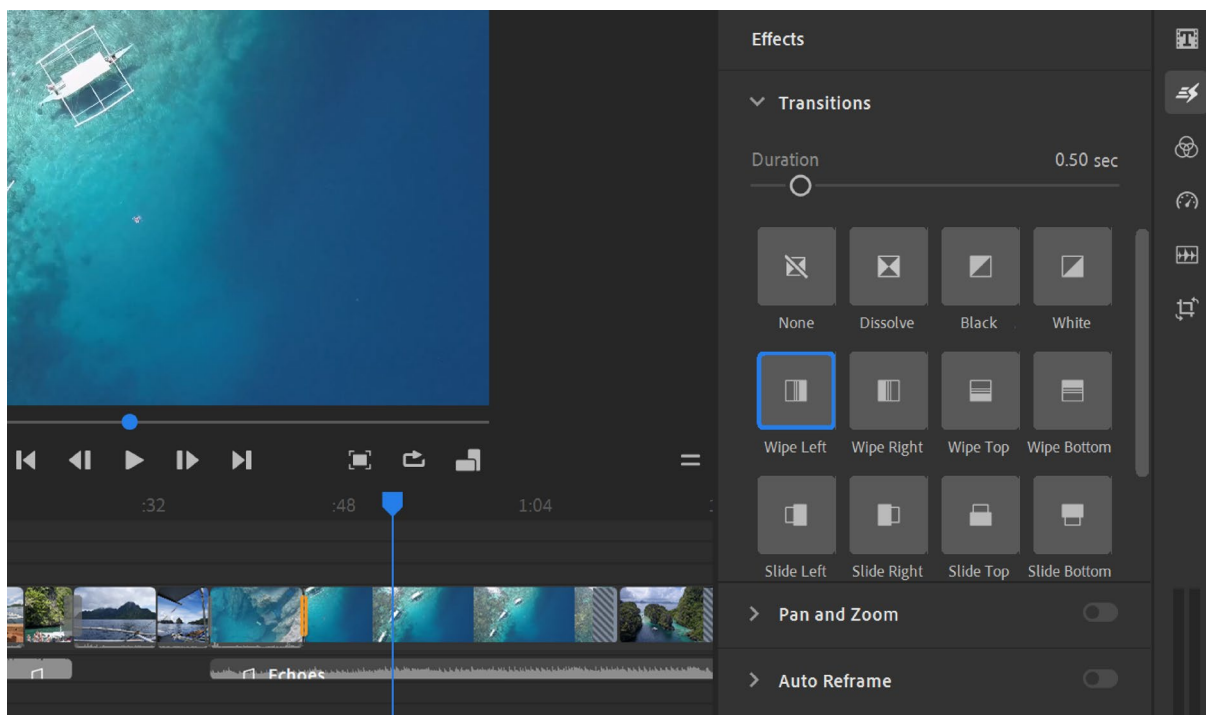 Effects
Transitions
Duration 0.50 sec
None Dissolve Black White
Wipe Left Wipe Right Wipe Top Wipe Bottom
Slide Left Slide Right Slide Top Slide Bottom
Pan and Zoom
Auto Reframe
:32 :48 1:04
Echoes